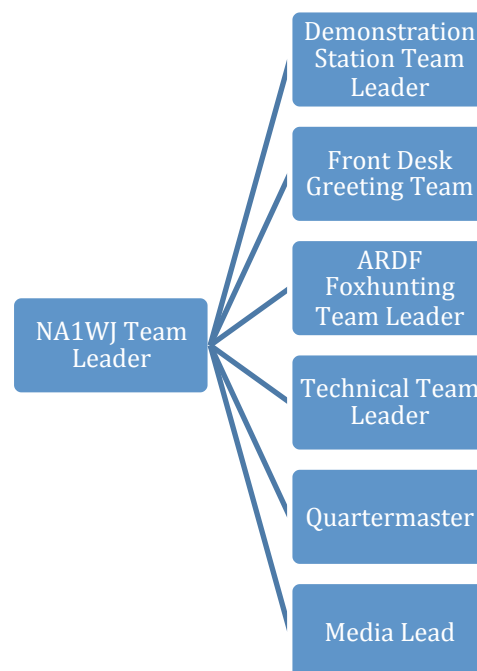 Demonstration
Station Team
Leader
Front Desk
Greeting Team
ARDF
Foxhunting
Team Leader
NA1WJ Team
Leader
Technical Team
Leader
Quartermaster
Media Lead